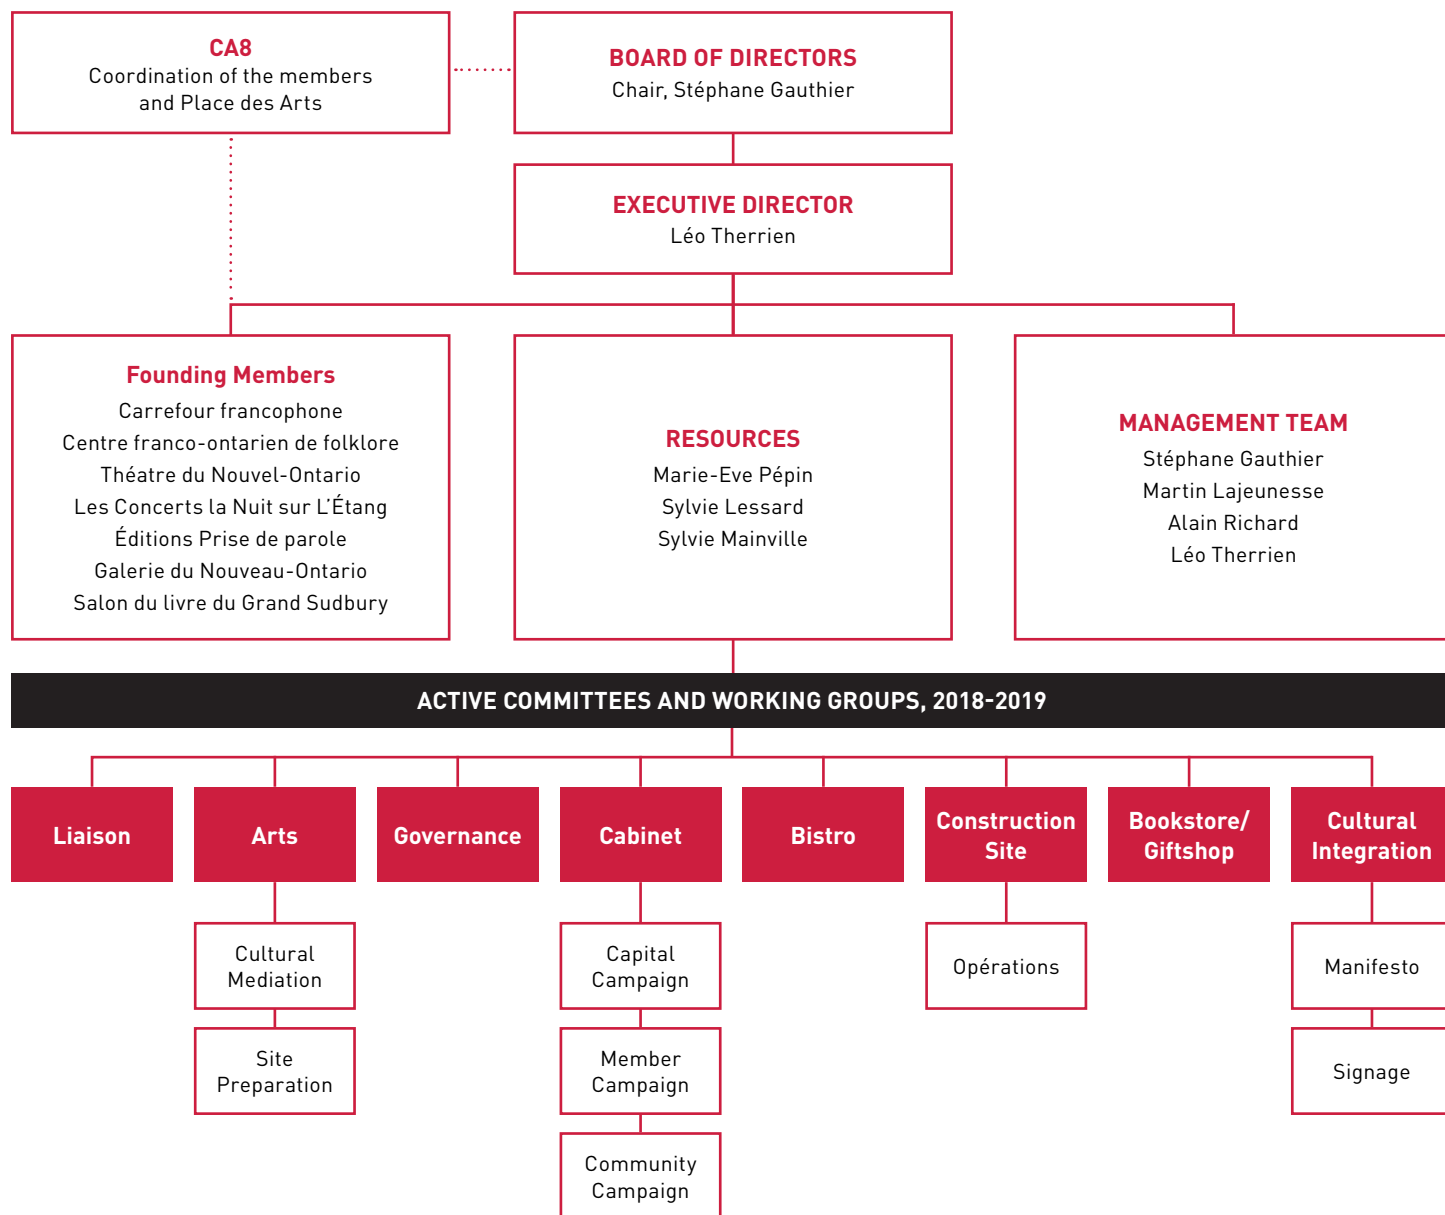 CA8
Coordination of the members
and Place des Arts
BOARD OF DIRECTORS
Chair, Stéphane Gauthier
EXECUTIVE DIRECTOR
Léo Therrien
Founding Members
Carrefour francophone
Centre franco-ontarien de folklore
Théatre du Nouvel-Ontario
Les Concerts la Nuit sur L’Étang
Éditions Prise de parole
Galerie du Nouveau-Ontario
Salon du livre du Grand Sudbury
RESOURCES
Marie-Eve Pépin
Sylvie Lessard
Sylvie Mainville
MANAGEMENT TEAM
Stéphane Gauthier
Martin Lajeunesse
Alain Richard
Léo Therrien
ACTIVE COMMITTEES AND WORKING GROUPS, 2018-2019
Liaison
Arts
Governance
Cabinet
Bistro
Construction
Site
Bookstore/
Giftshop
Cultural
Integration
Cultural
Mediation
Site
Preparation
Capital
Campaign
Member
Campaign
Community
Campaign
Opérations
Manifesto
Signage